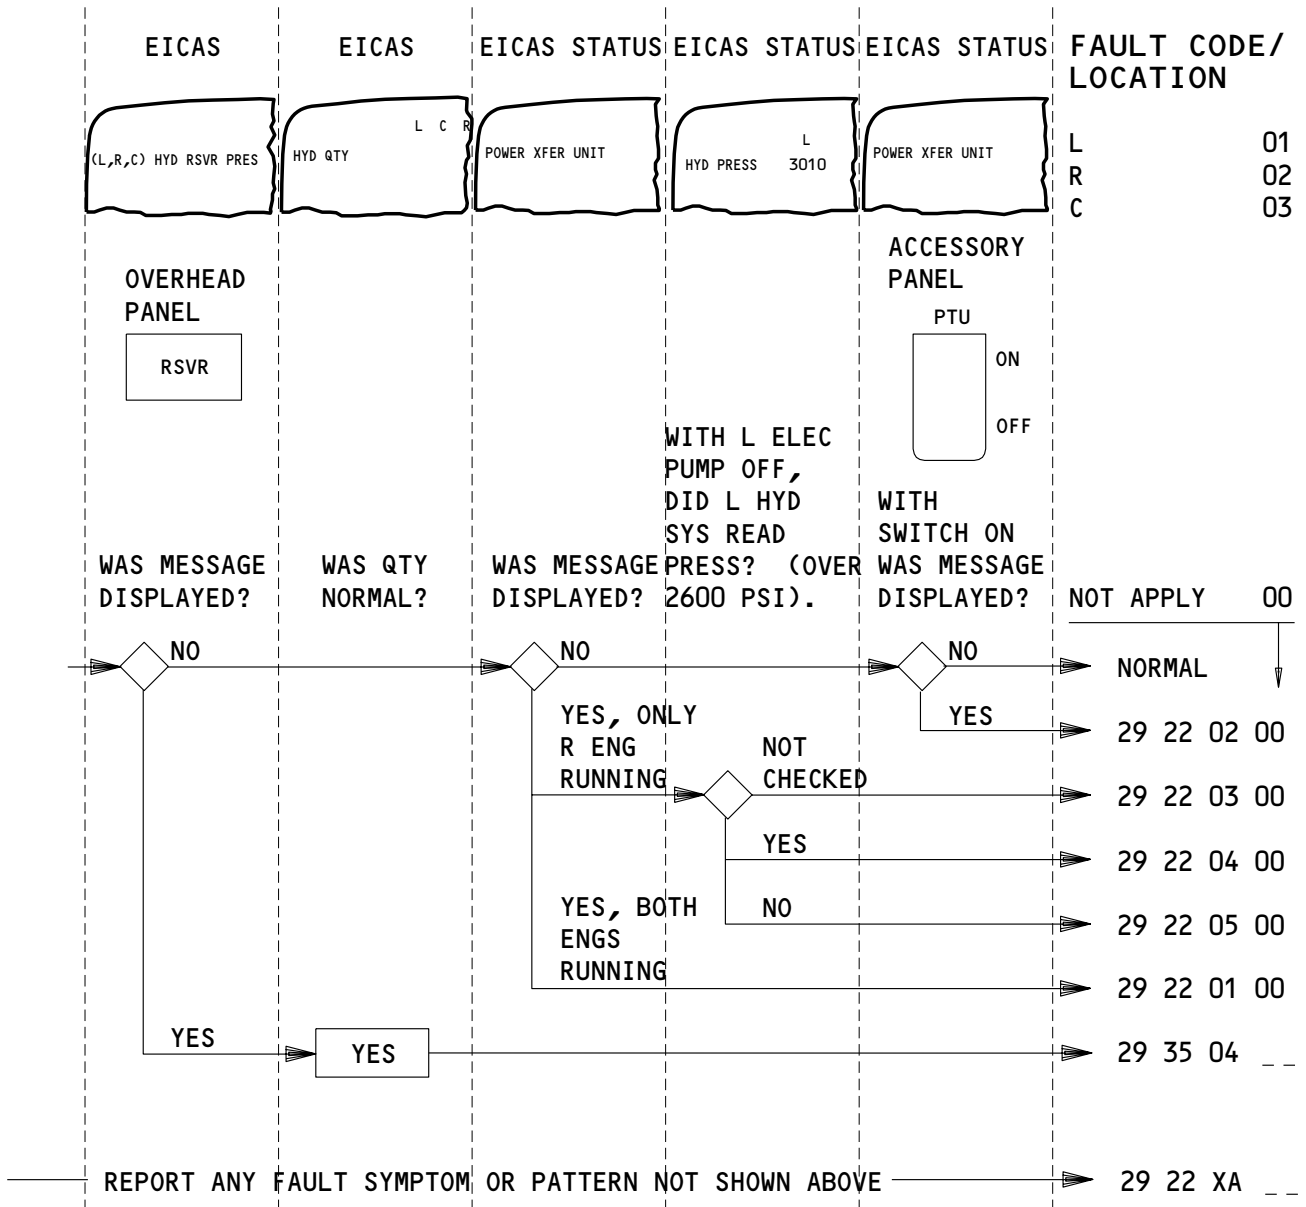 EICAS
EICAS
EICAS STATUS
EICAS STATUS
EICAS STATUS
FAULT CODE/
LOCATION
(L,R,C) HYD RSVR PRES
L C R
HYD QTY
POWER XFER UNIT
L
HYD PRESS 3010
POWER XFER UNIT
L 01
R 02
C 03
OVERHEAD
PANEL
RSVR
ACCESSORY
PANEL
PTU
ON
OFF
WAS MESSAGE
DISPLAYED?
WAS QTY
NORMAL?
WAS MESSAGE
DISPLAYED?
WITH L ELEC
PUMP OFF,
DID L HYD
SYS READ
PRESS? (OVER
2600 PSI).
WITH
SWITCH ON
WAS MESSAGE
DISPLAYED?
NOT APPLY 00
NO
NO
NO
NORMAL
YES
29 22 02 00
YES, ONLY
R ENG
RUNNING
NOT
CHECKED
29 22 03 00
YES
29 22 04 00
NO
29 22 05 00
YES, BOTH
ENGS
RUNNING
29 22 01 00
YES
YES
29 35 04 _ _
REPORT ANY FAULT SYMPTOM OR PATTERN NOT SHOWN ABOVE
29 22 XA _ _